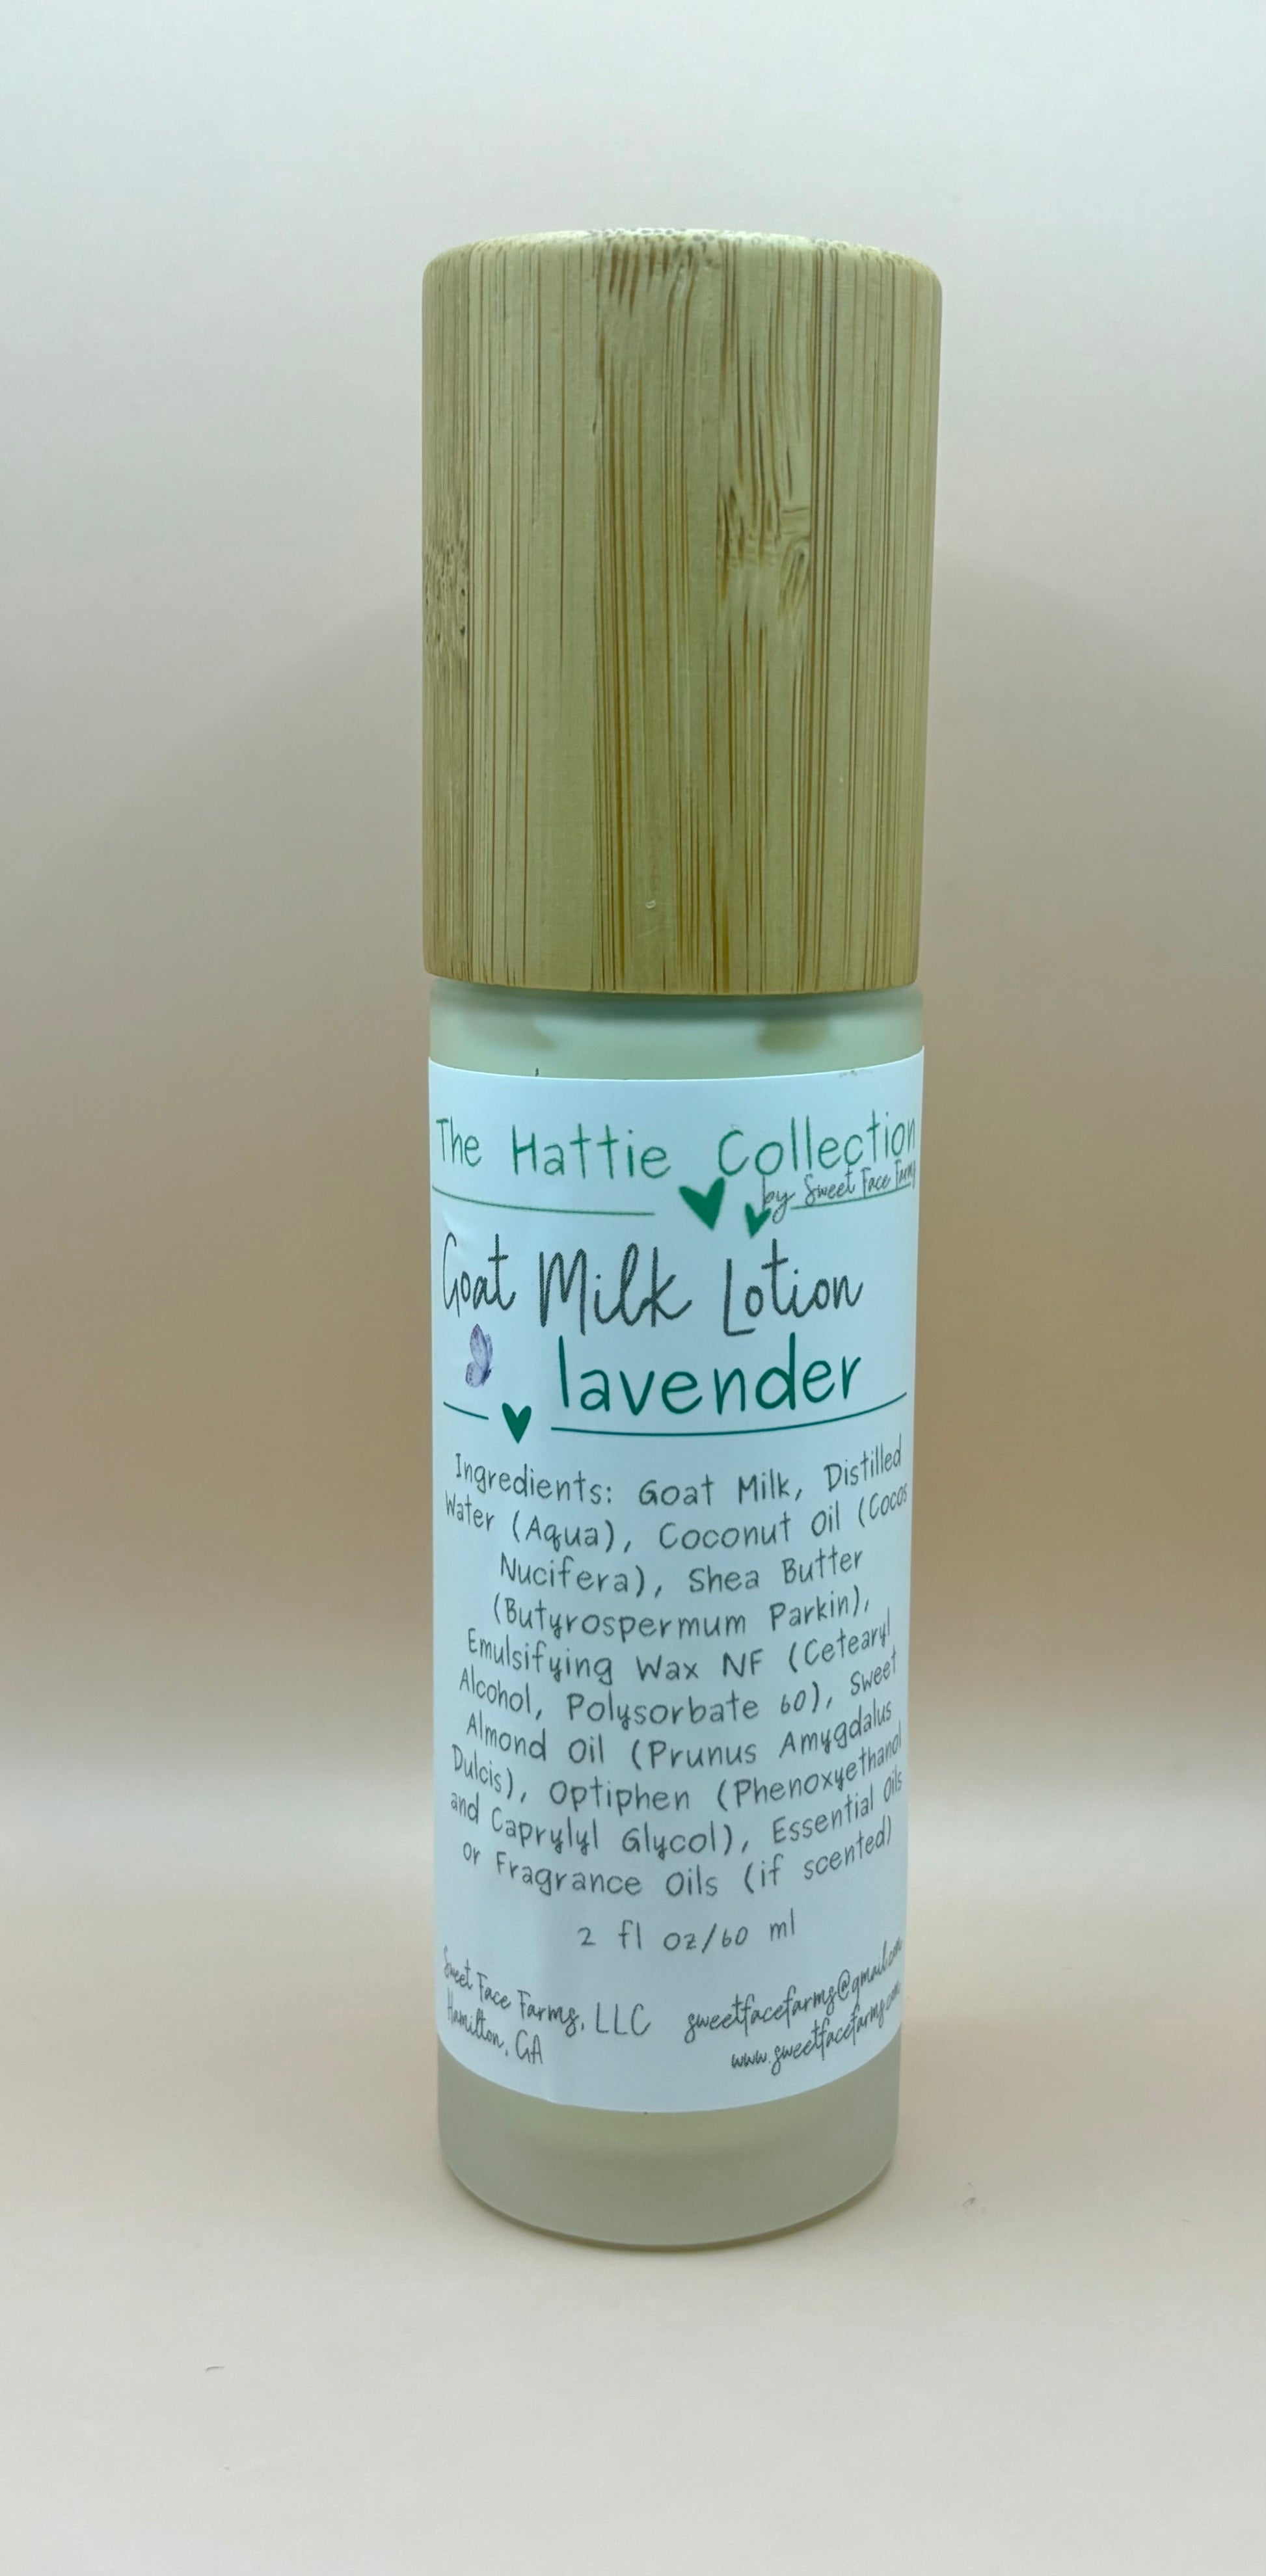 The Hattie Collection
by Sweet Face Farms
Goat Milk Lotion
lavender
Ingredients: Goat Milk, Distilled
Water (Aqua), Coconut Oil (Cocos
Nucifera), Shea Butter
(Butyrospermum Parkin),
Emulsifying Wax NF (Cetearyl
Alcohol, Polysorbate 60), Sweet
Almond Oil (Prunus Amygdalus
Dulcis), Optiphen (Phenoxyethanol
and Caprylyl Glycol), Essential Oils
or Fragrance Oils (if scented)
2 fl oz/60 ml
Sweet Face Farms, LLC
Hamilton, GA
sweetfacefarms@gmail.com
www.sweetfacefarms.com